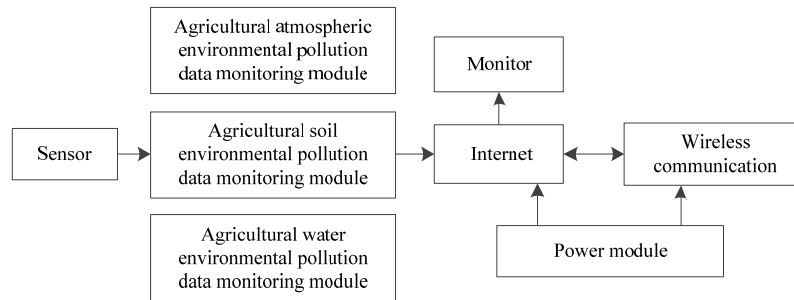 Agricultural atmospheric
environmental pollution
data monitoring module
Monitor
Sensor
Agricultural soil
environmental pollution
data monitoring module
Internet
Wireless
communication
Agricultural water
environmental pollution
data monitoring module
Power module